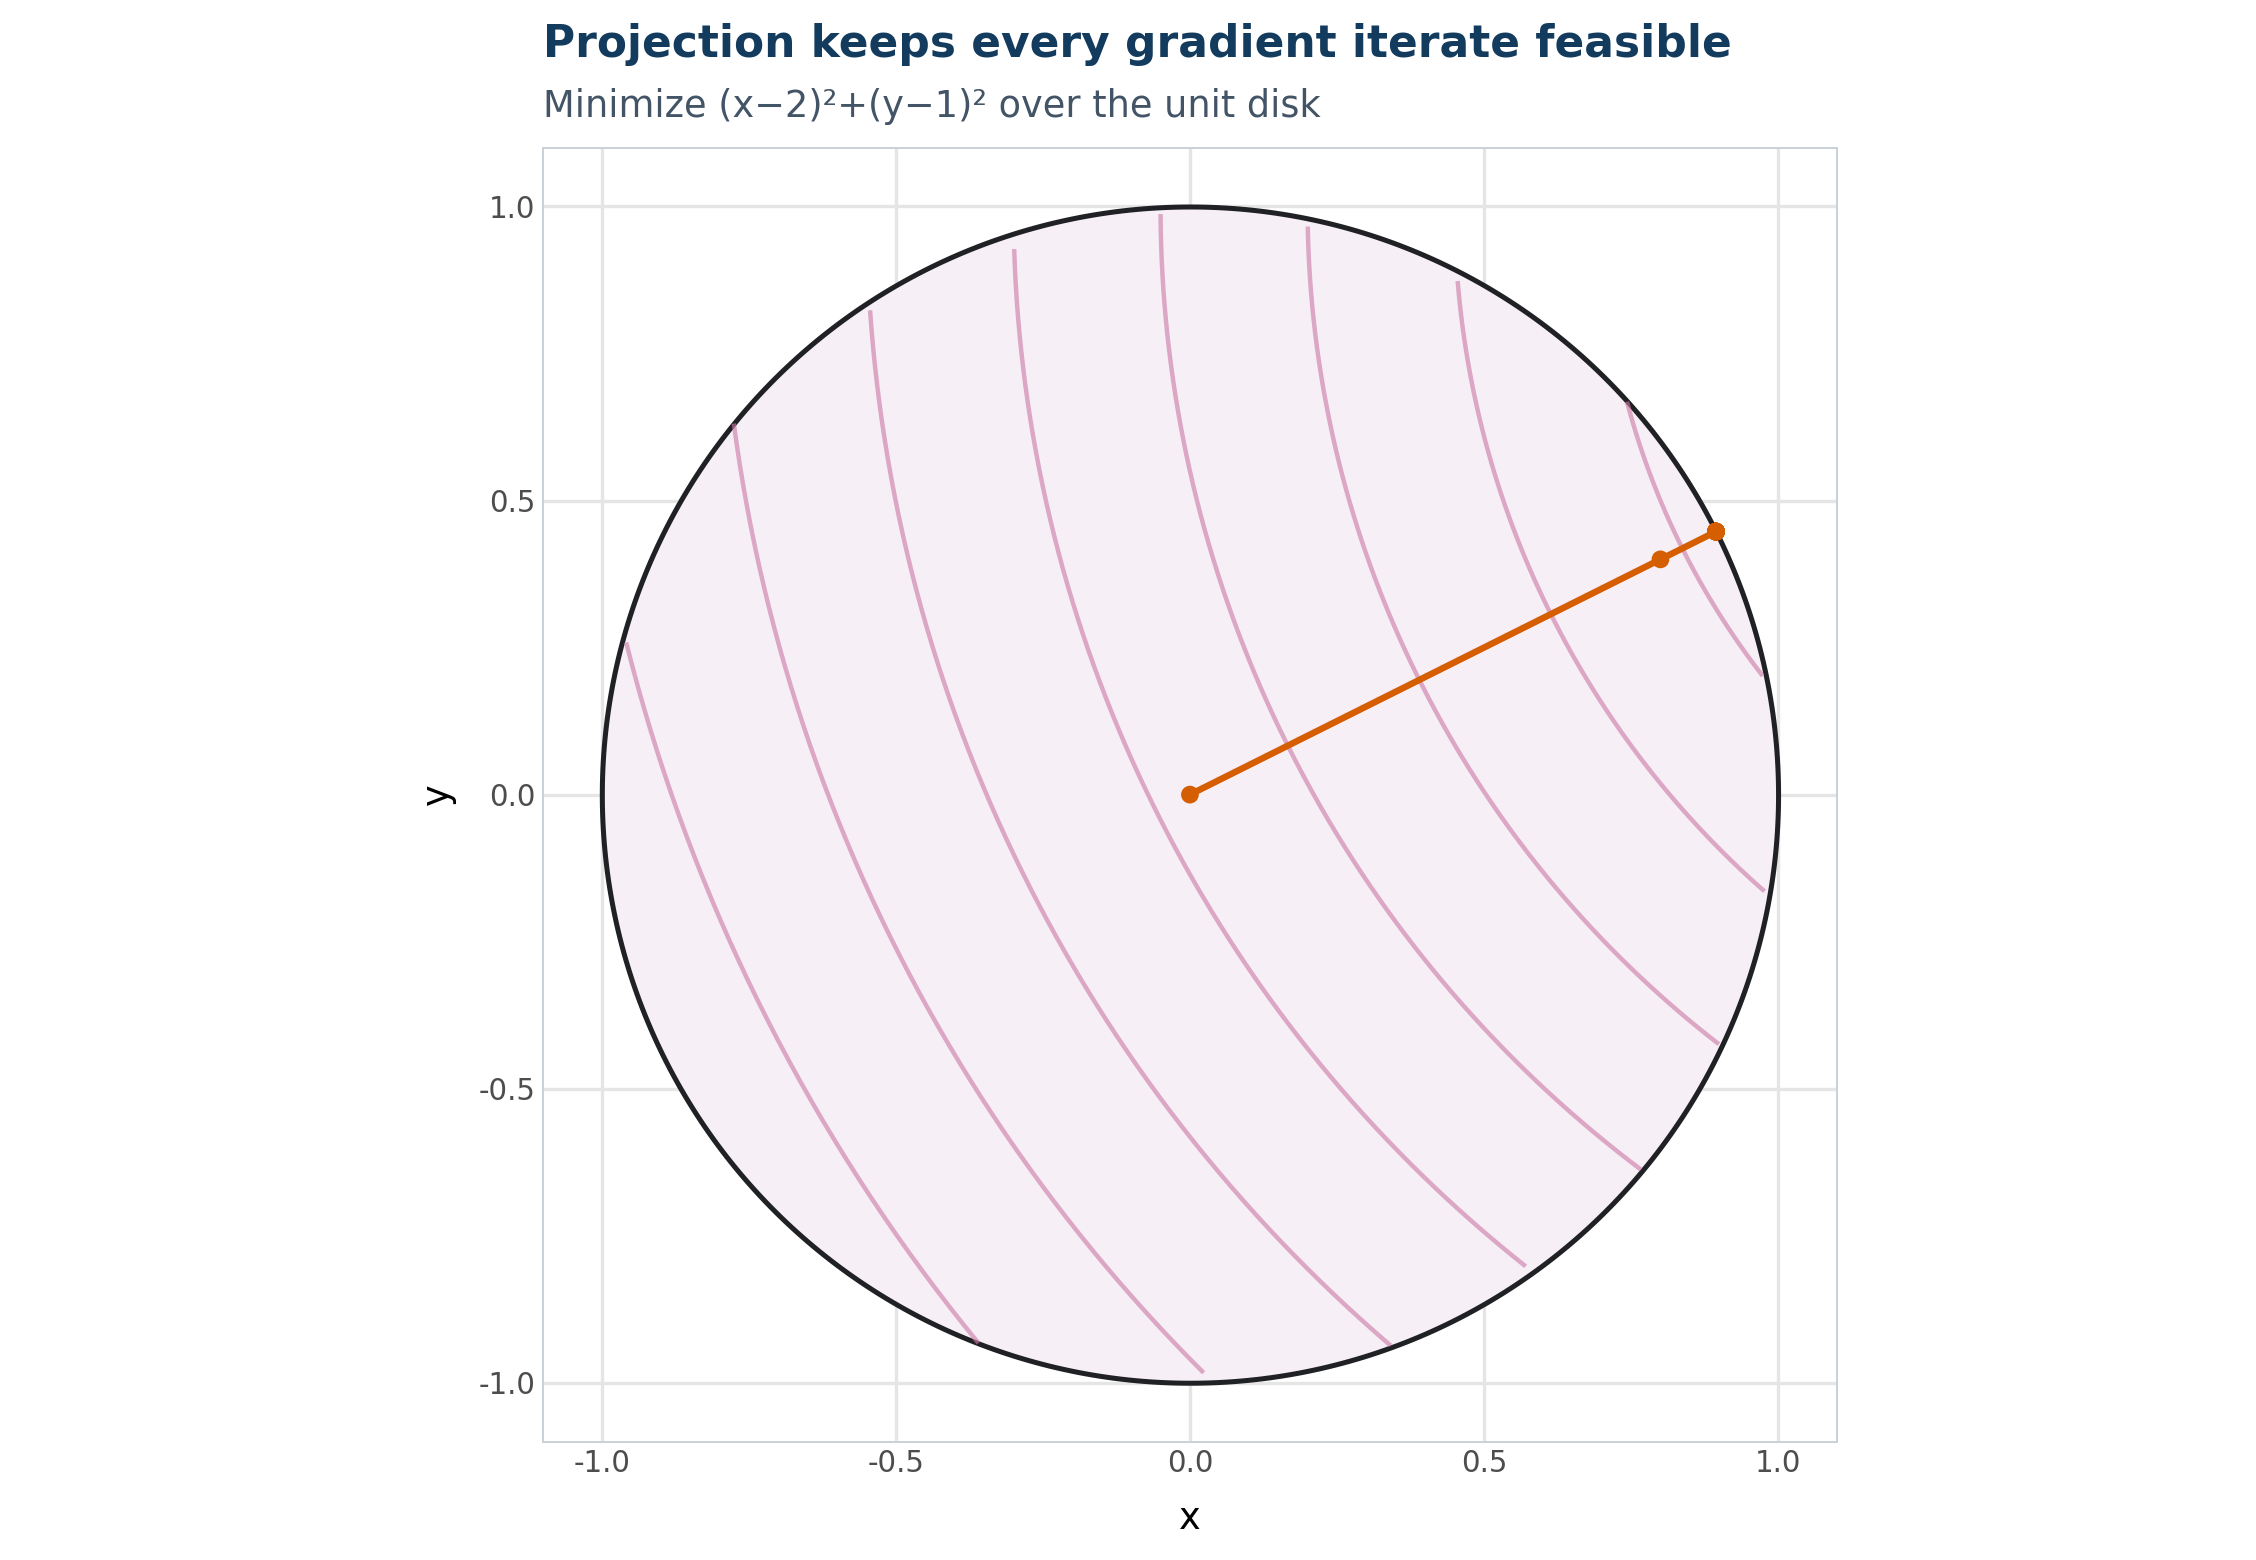 Projection keeps every gradient iterate feasible
Minimize (x−2)²+(y−1)² over the unit disk
1.0
0.5
0.0
-0.5
-1.0
y
-1.0 -0.5 0.0 0.5 1.0
x